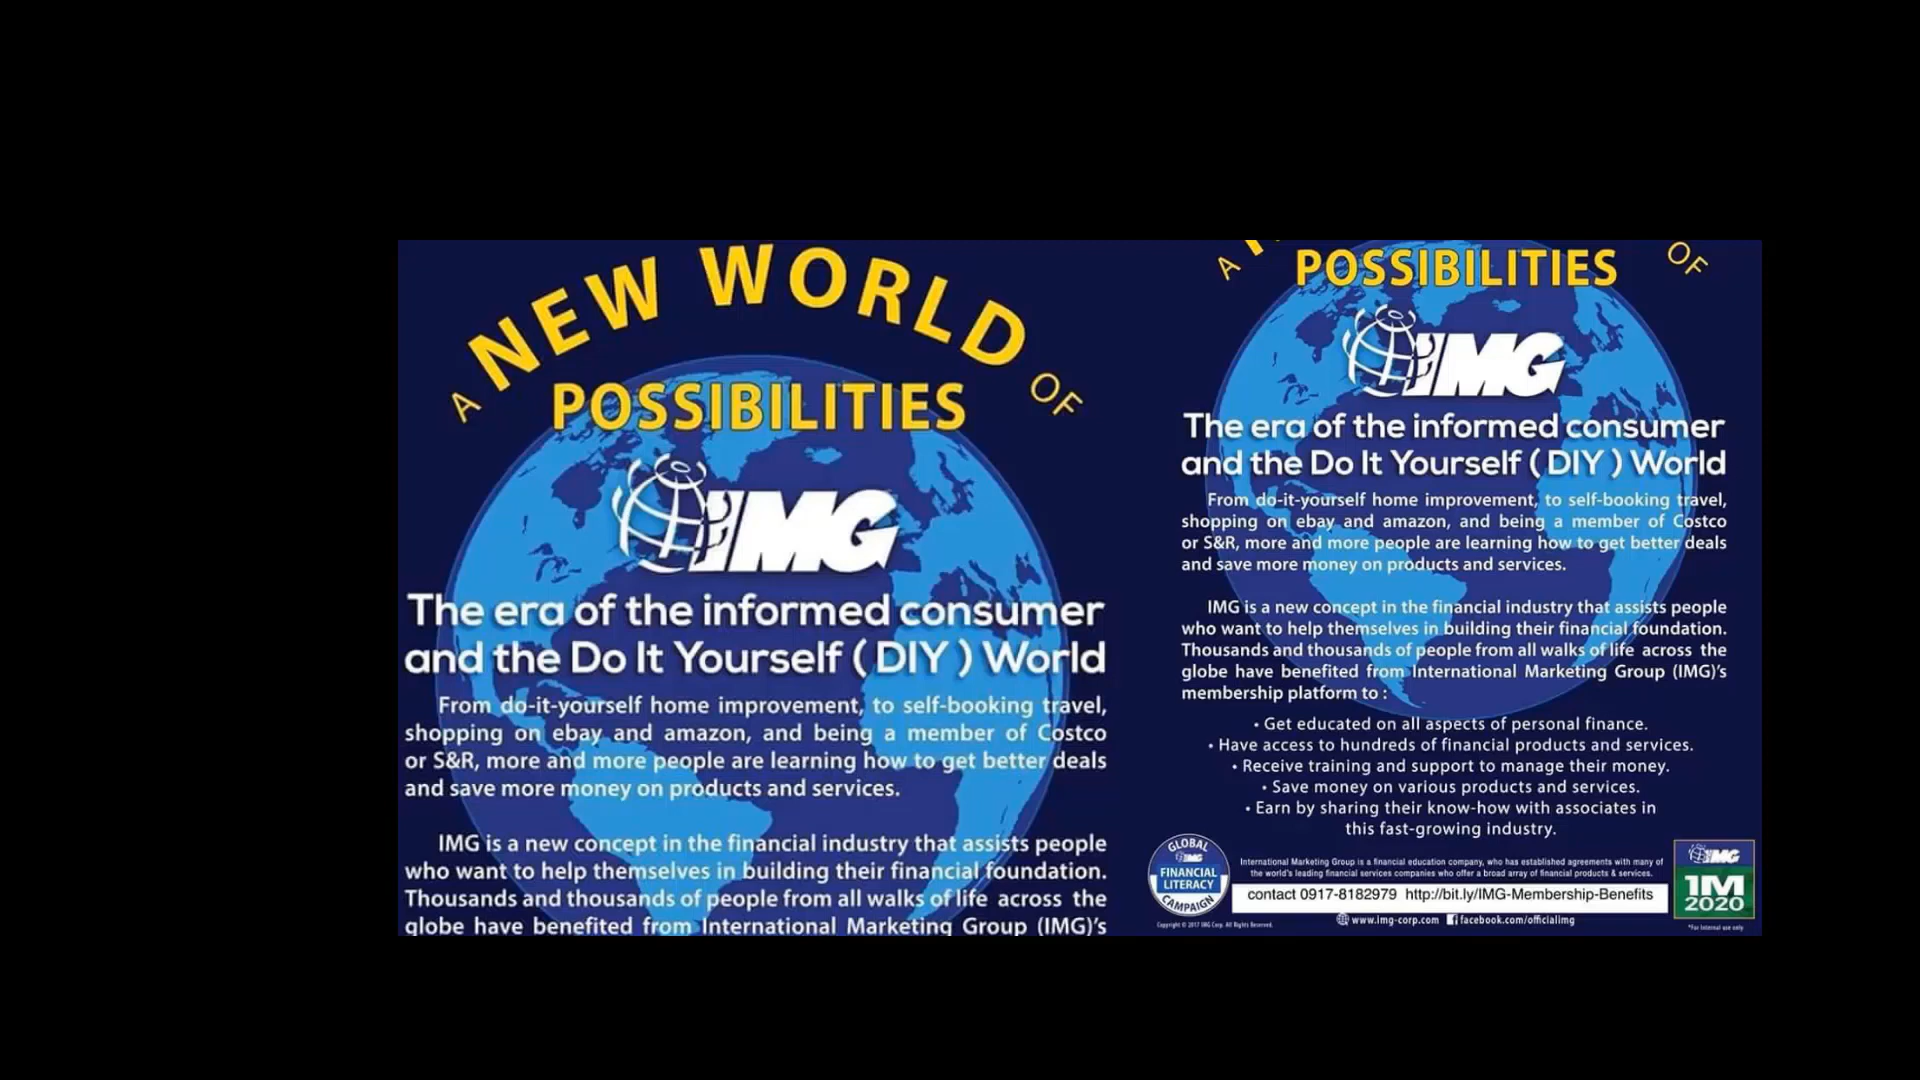 A NEW WORLD OF
POSSIBILITIES
IMG
The era of the informed consumer
and the Do It Yourself ( DIY ) World
From do-it-yourself home improvement, to self-booking travel,
shopping on ebay and amazon, and being a member of Costco
or S&R, more and more people are learning how to get better deals
and save more money on products and services.
IMG is a new concept in the financial industry that assists people
who want to help themselves in building their financial foundation.
Thousands and thousands of people from all walks of life across the
globe have benefited from International Marketing Group (IMG)'s
A
OF
POSSIBILITIES
IMG
The era of the informed consumer
and the Do It Yourself ( DIY ) World
From do-it-yourself home improvement, to self-booking travel,
shopping on ebay and amazon, and being a member of Costco
or S&R, more and more people are learning how to get better deals
and save more money on products and services.
IMG is a new concept in the financial industry that assists people
who want to help themselves in building their financial foundation.
Thousands and thousands of people from all walks of life across the
globe have benefited from International Marketing Group (IMG)'s
membership platform to :
• Get educated on all aspects of personal finance.
• Have access to hundreds of financial products and services.
• Receive training and support to manage their money.
• Save money on various products and services.
• Earn by sharing their know-how with associates in
this fast-growing industry.
GLOBAL
IMG
FINANCIAL
LITERACY
CAMPAIGN
International Marketing Group is a financial education company, who has established agreements with many of
the world's leading financial services companies who offer a broad array of financial products & services.
contact 0917-8182979 http://bit.ly/IMG-Membership-Benefits
www.img-corp.com facebook.com/officialimg
IMG
1M
2020
Copyright © 2017 IMG Corp. All Rights Reserved.
*For internal use only